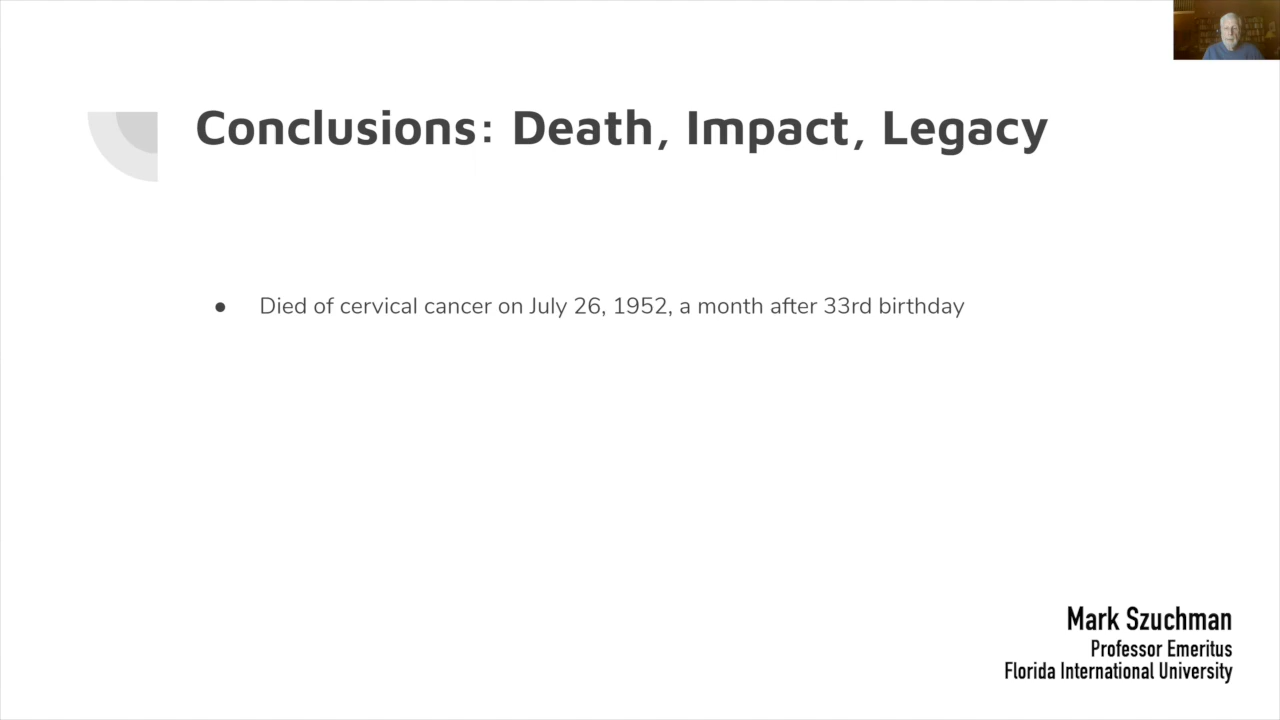 Conclusions: Death, Impact, Legacy
● Died of cervical cancer on July 26, 1952, a month after 33rd birthday
Mark Szuchman
Professor Emeritus
Florida International University